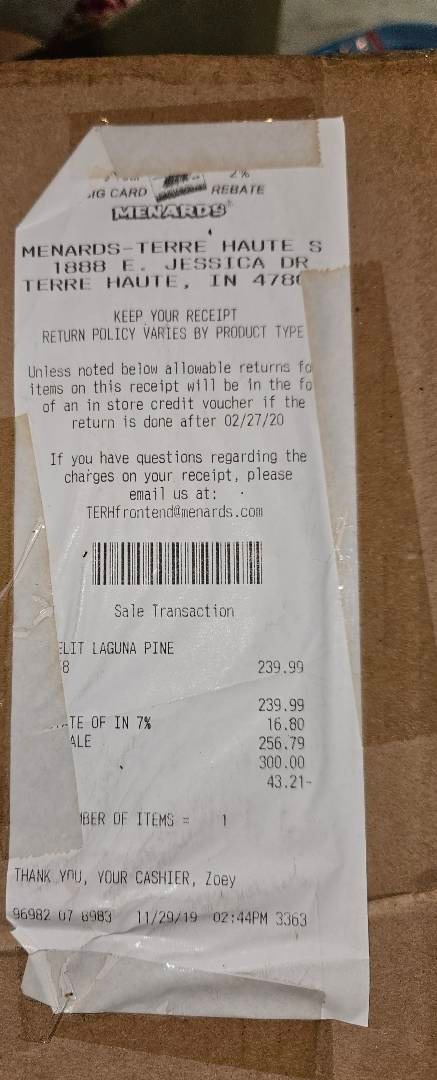 2%
IG CARD REBATE
MENARDS
MENARDS-TERRE HAUTE S
1888 E. JESSICA DR
TERRE HAUTE, IN 478
KEEP YOUR RECEIPT
RETURN POLICY VARIES BY PRODUCT TYPE
Unless noted below allowable returns fo
items on this receipt will be in the fo
of an in store credit voucher if the
return is done after 02/27/20
If you have questions regarding the
charges on your receipt, please
email us at:
TERHfrontend@menards.com
Sale Transaction
ELIT LAGUNA PINE
8 239.99
239.99
TE OF IN 7% 16.80
ALE 256.79
300.00
43.21-
BER OF ITEMS = 1
THANK YOU, YOUR CASHIER, Zoey
96982 07 8983 11/29/19 02:44PM 3363